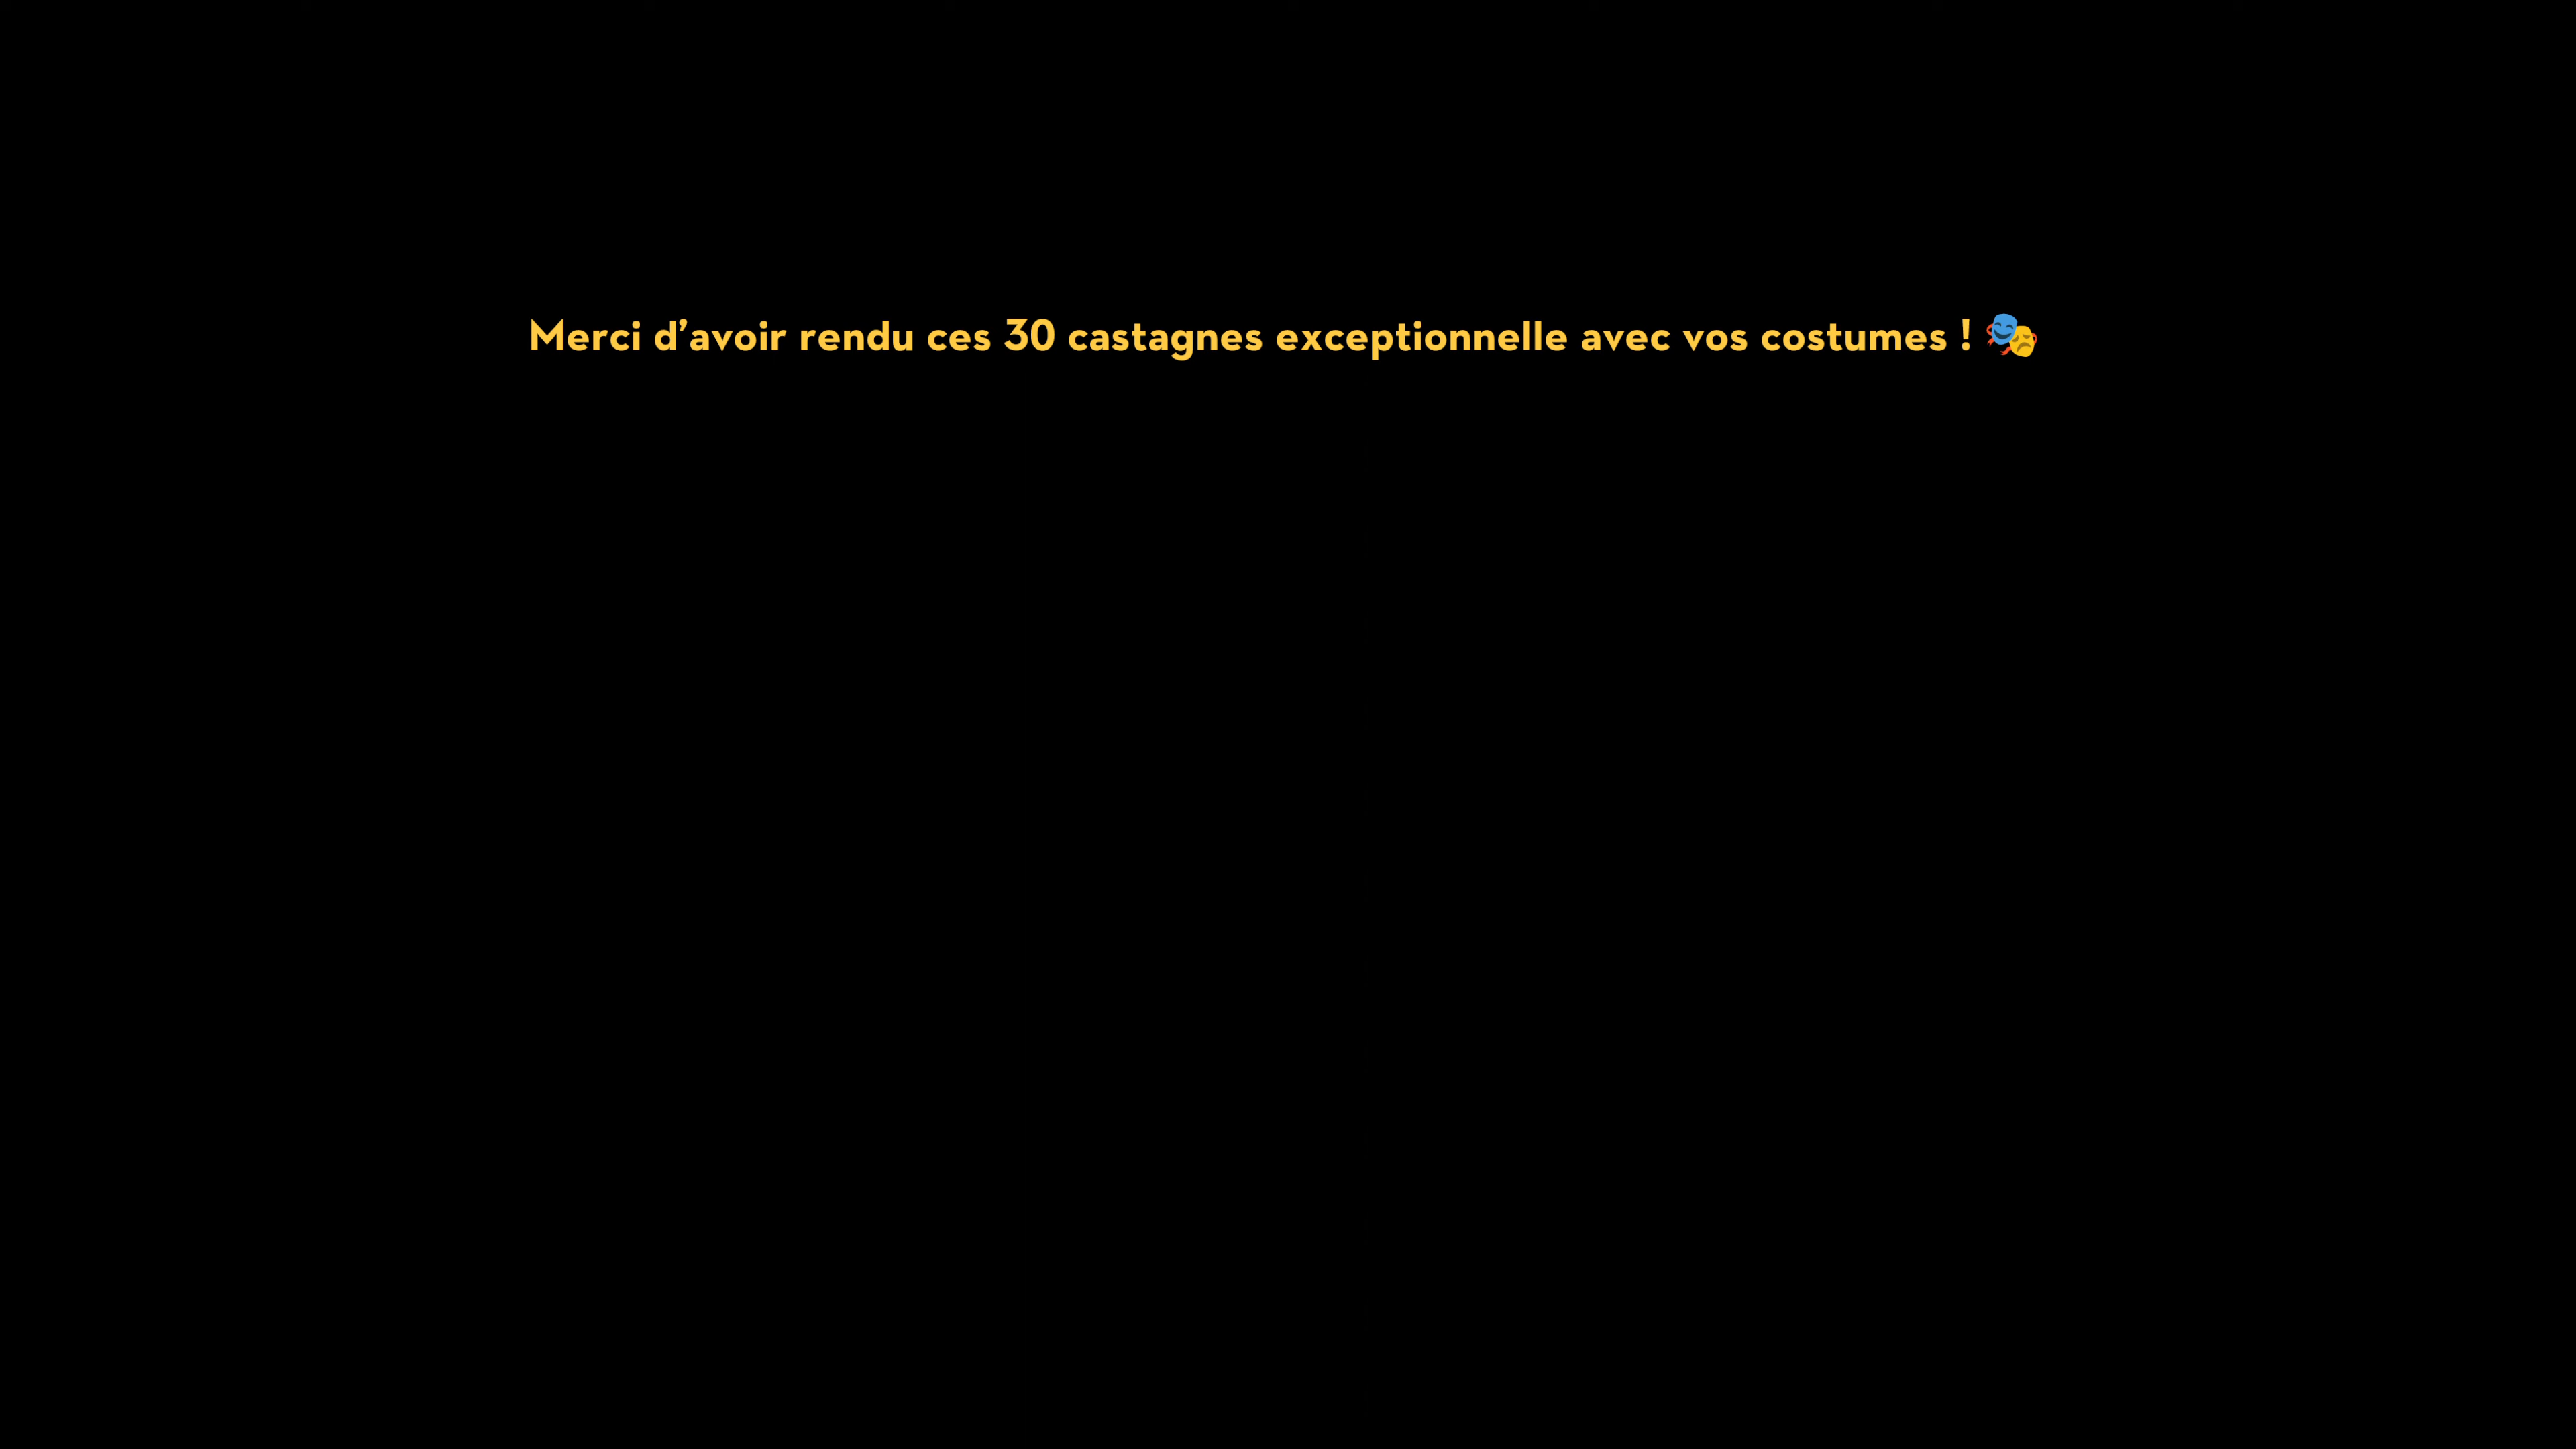 Merci d’avoir rendu ces 30 castagnes exceptionnelle avec vos costumes ! 🎭